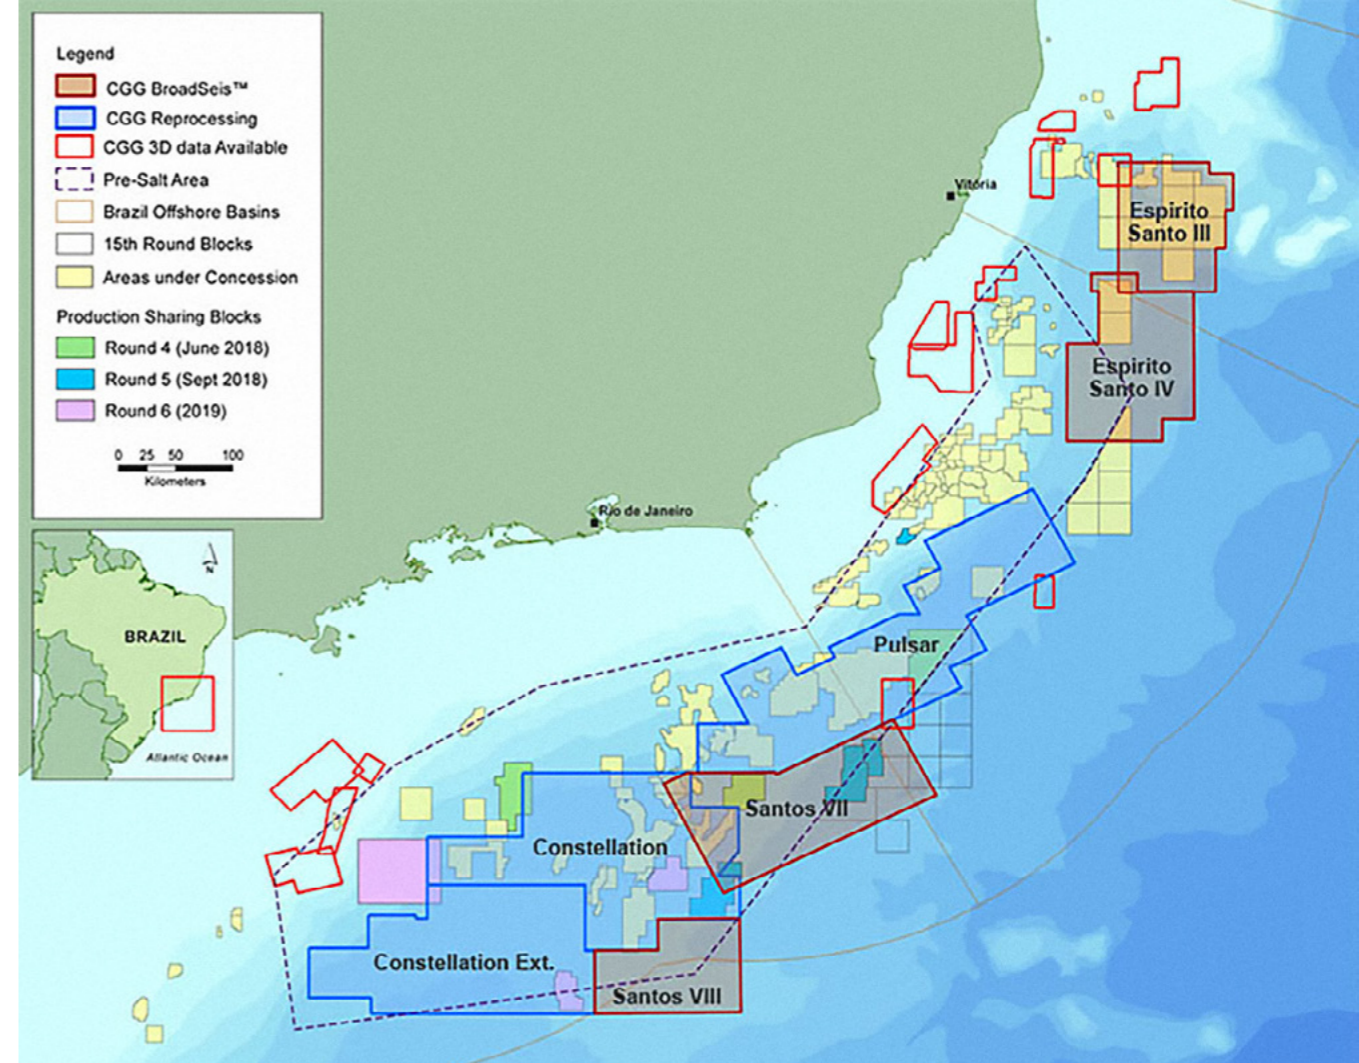 Legend
CGG BroadSeis™
CGG Reprocessing
CGG 3D data Available
Pre-Salt Area
Brazil Offshore Basins
15th Round Blocks
Areas under Concession
Production Sharing Blocks
Round 4 (June 2018)
Round 5 (Sept 2018)
Round 6 (2019)
0 25 50 100
Kilometers
N
BRAZIL
Atlantic Ocean
Vitória
Espirito
Santo III
Espirito
Santo IV
Rio de Janeiro
Pulsar
Santos VII
Constellation
Constellation Ext.
Santos VIII